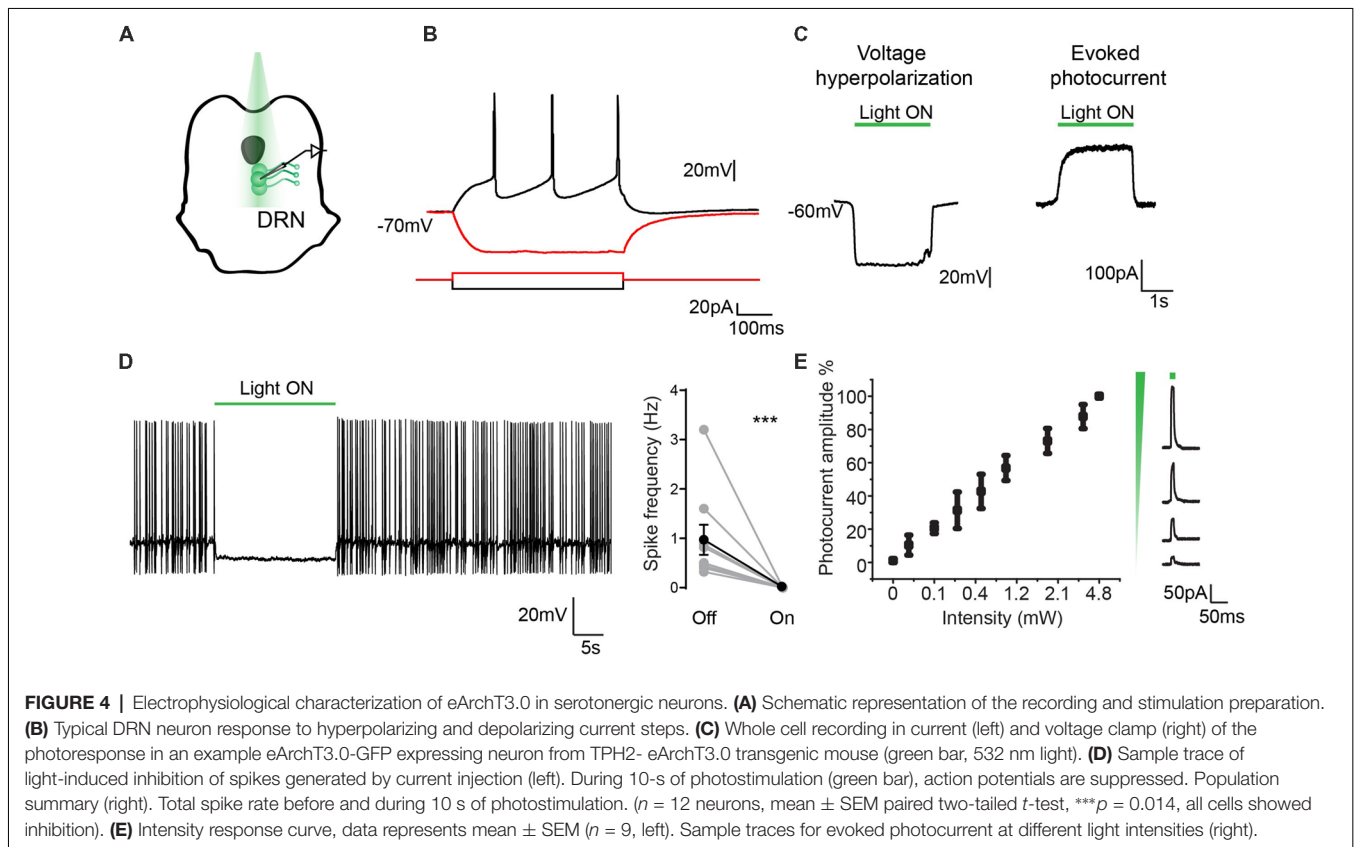 A
DRN
B
20mV
-70mV
20pA
100ms
C
Voltage
hyperpolarization
Light ON
-60mV
20mV
Evoked
photocurrent
Light ON
100pA
1s
D
Light ON
20mV
5s
Spike frequency (Hz)
4
3
2
1
0
***
Off
On
E
Photocurrent amplitude %
100
80
60
40
20
0
0
0.1
0.4
1.2
2.1
4.8
Intensity (mW)
50pA
50ms
FIGURE 4 | Electrophysiological characterization of eArchT3.0 in serotonergic neurons. (A) Schematic representation of the recording and stimulation preparation.
(B) Typical DRN neuron response to hyperpolarizing and depolarizing current steps. (C) Whole cell recording in current (left) and voltage clamp (right) of the
photoresponse in an example eArchT3.0-GFP expressing neuron from TPH2- eArchT3.0 transgenic mouse (green bar, 532 nm light). (D) Sample trace of
light-induced inhibition of spikes generated by current injection (left). During 10-s of photostimulation (green bar), action potentials are suppressed. Population
summary (right). Total spike rate before and during 10 s of photostimulation. (n = 12 neurons, mean ± SEM paired two-tailed t-test, ***p = 0.014, all cells showed
inhibition). (E) Intensity response curve, data represents mean ± SEM (n = 9, left). Sample traces for evoked photocurrent at different light intensities (right).